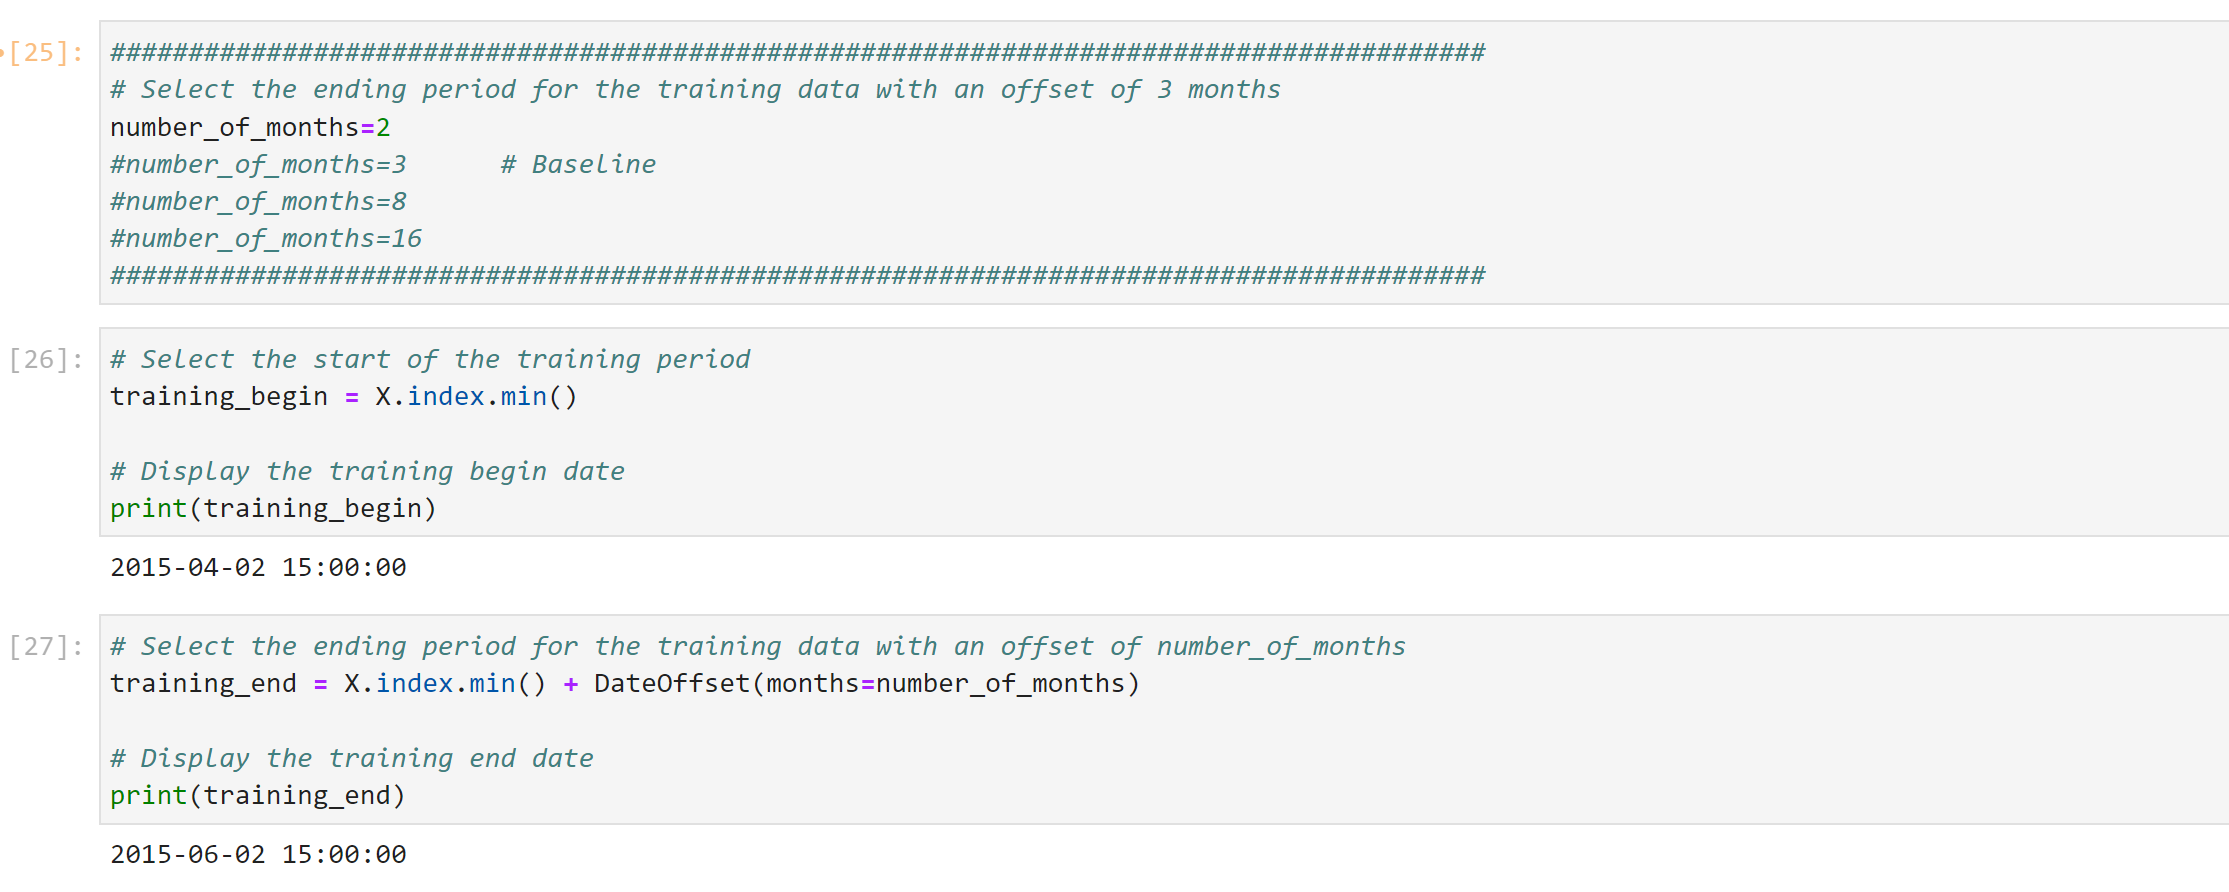 [25]:
########################################################################################
# Select the ending period for the training data with an offset of 3 months
number_of_months=2
#number_of_months=3      # Baseline
#number_of_months=8
#number_of_months=16
########################################################################################
[26]:
# Select the start of the training period
training_begin = X.index.min()
# Display the training begin date
print(training_begin)
2015-04-02 15:00:00
[27]:
# Select the ending period for the training data with an offset of number_of_months
training_end = X.index.min() + DateOffset(months=number_of_months)
# Display the training end date
print(training_end)
2015-06-02 15:00:00